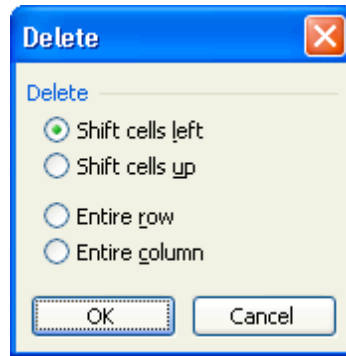 Delete
Delete
Shift cells left
Shift cells up
Entire row
Entire column
OK
Cancel